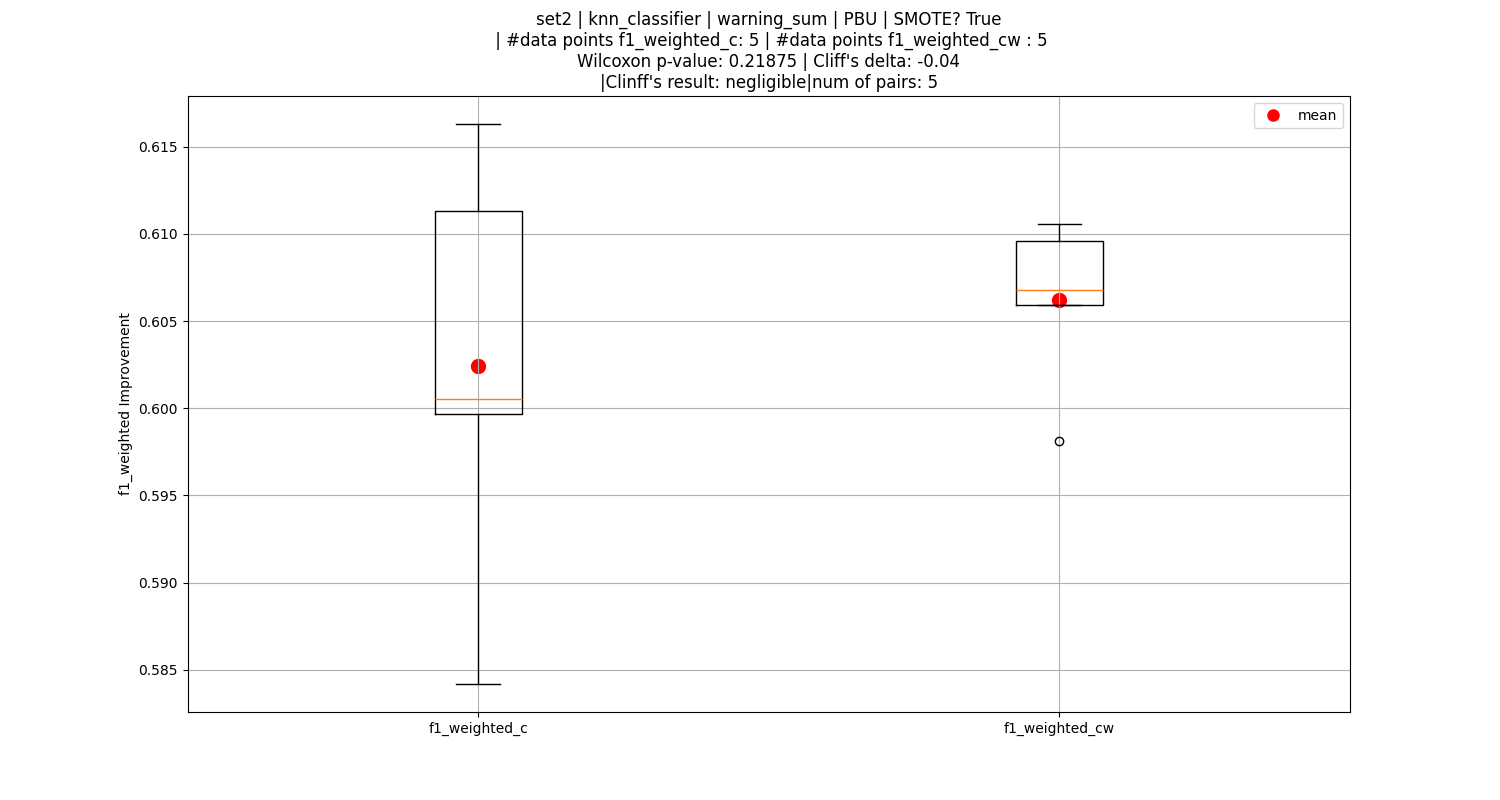 set2 | knn_classifier | warning_sum | PBU | SMOTE? True
| #data points f1_weighted_c: 5 | #data points f1_weighted_cw : 5
Wilcoxon p-value: 0.21875 | Cliff's delta: -0.04
|Clinff's result: negligible|num of pairs: 5
mean
0.615
0.610
0.605
0.600
0.595
0.590
0.585
f1_weighted Improvement
f1_weighted_c
f1_weighted_cw